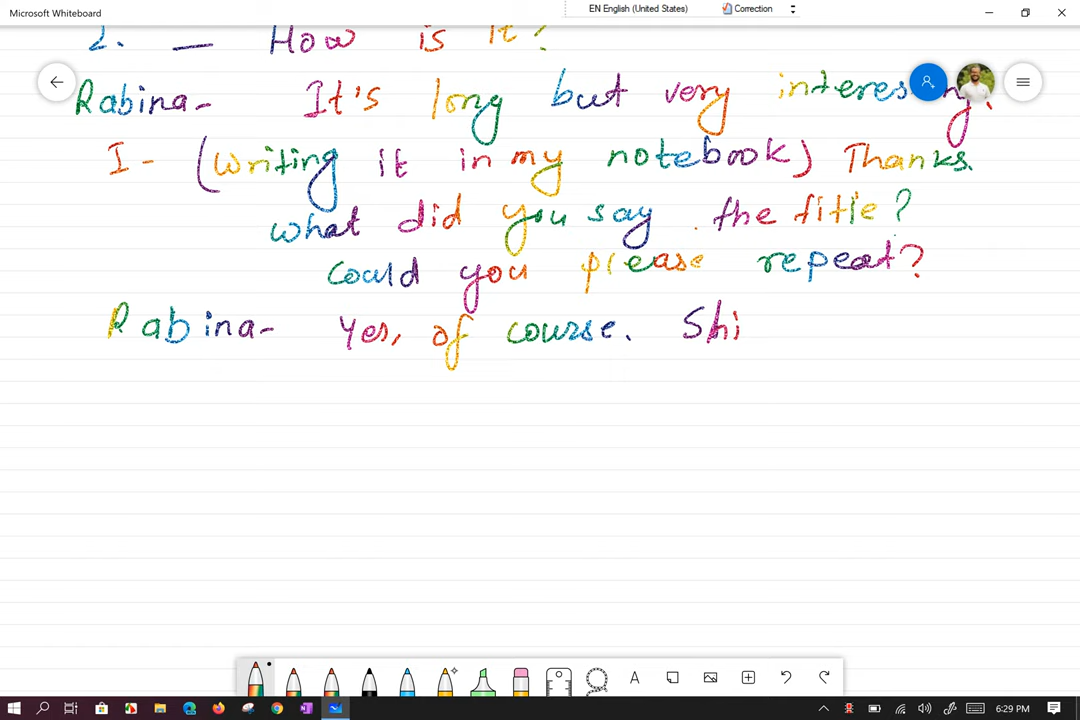 Microsoft Whiteboard
EN English (United States) Correction
2. — How is it?
Rabina- It's long but very
I- (Writing it in my notebook) Thanks.
what did you say the title?
Could you please repeat?
Rabina- Yes, of course. Shi
6:29 PM